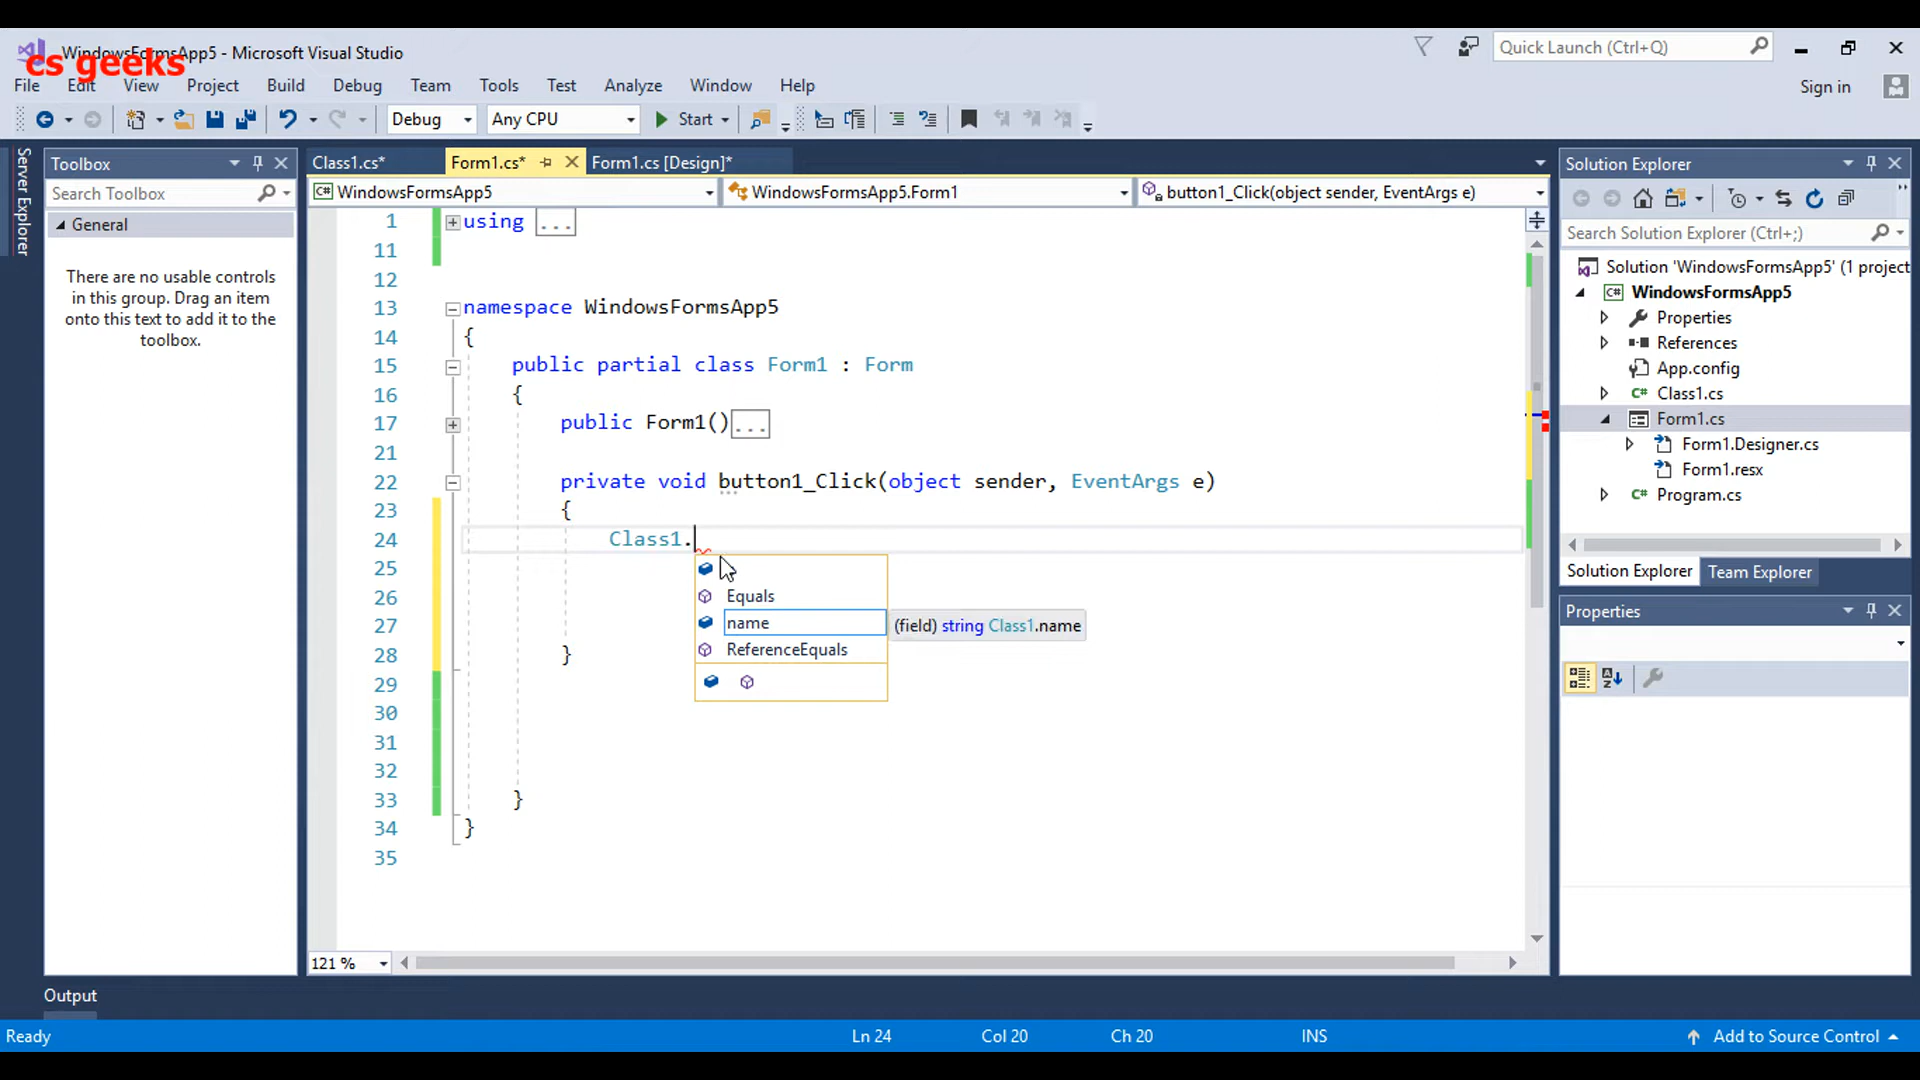 WindowsFormsApp5 - Microsoft Visual Studio
cs geeks
Quick Launch (Ctrl+Q)
File Edit View Project Build Debug Team Tools Test Analyze Window Help
Sign in
Debug Any CPU Start
Server Explorer
Toolbox
Search Toolbox
General
There are no usable controls
in this group. Drag an item
onto this text to add it to the
toolbox.
Class1.cs* Form1.cs* Form1.cs [Design]*
C# WindowsFormsApp5 WindowsFormsApp5.Form1 button1_Click(object sender, EventArgs e)
1 using ...
11
12
13 namespace WindowsFormsApp5
14 {
15 public partial class Form1 : Form
16 {
17 public Form1()...
21
22 private void button1_Click(object sender, EventArgs e)
23 {
24 Class1.
25
26
27
28 }
29
30
31
32
33 }
34 }
35
Equals
name
ReferenceEquals
(field) string Class1.name
121 %
Solution Explorer
Search Solution Explorer (Ctrl+;)
Solution 'WindowsFormsApp5' (1 project
C# WindowsFormsApp5
Properties
References
App.config
C# Class1.cs
Form1.cs
Form1.Designer.cs
Form1.resx
C# Program.cs
Solution Explorer Team Explorer
Properties
Output
Ready Ln 24 Col 20 Ch 20 INS Add to Source Control